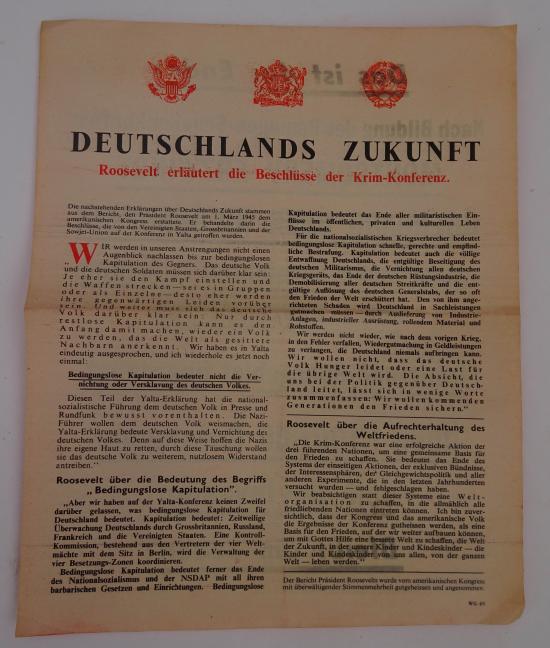 DEUTSCHLANDS ZUKUNFT
Roosevelt erläutert die Beschlüsse der Krim-Konferenz.
Die nachstehenden Erklärungen über Deutschlands Zukunft stammen
aus dem Bericht, den Präsident Roosevelt am 1. März 1945 dem
amerikanischen Kongress erstattete. Er behandelte darin die
Beschlüsse, die von den Vereinigten Staaten, Grossbritannien und der
Sowjet-Union auf der Konferenz in Yalta getroffen wurden.
WIR werden in unseren Anstrengungen nicht einen
Augenblick nachlassen bis zur bedingungslosen
Kapitulation des Gegners. Das deutsche Volk
und die deutschen Soldaten müssen sich darüber klar sein:
Je eher sie den Kampf einstellen und
die Waffen strecken—sei es in Gruppen
oder als Einzelne—desto eher werden
ihre gegenwärtigen Leiden vorüber
sein. Und weiter muss sich das deutsche
Volk darüber klar sein: Nur durch
restlose Kapitulation kann es den
Anfang damit machen, wieder ein Volk
zu werden, das die Welt als gesittete
Nachbarn anerkennt. Wir haben es in Yalta
eindeutig ausgesprochen, und ich wiederhole es jetzt noch
einmal:
Bedingungslose Kapitulation bedeutet nicht die Ver-
nichtung oder Versklavung des deutschen Volkes.
Diesen Teil der Yalta-Erklärung hat die national-
sozialistische Führung dem deutschen Volk in Presse und
Rundfunk bewusst vorenthalten. Die Nazi-
Führer wollen dem deutschen Volk weismachen, die
Yalta-Erklärung bedeute Versklavung und Vernichtung des
deutschen Volkes. Denn auf diese Weise hoffen die Nazis
ihre eigene Haut zu retten, durch diese Täuschung wollen
sie das deutsche Volk zu weiterem, nutzlosem Widerstand
antreiben."
Roosevelt über die Bedeutung des Begriffs
„Bedingungslose Kapitulation".
"Aber wir haben auf der Yalta-Konferenz keinen Zweifel
darüber gelassen, was bedingungslose Kapitulation für
Deutschland bedeutet. Kapitulation bedeutet: Zeitweilige
Überwachung Deutschlands durch Grossbritannien, Russland,
Frankreich und die Vereinigten Staaten. Eine Kontroll-
Kommission, bestehend aus den Vertretern der vier Welt-
mächte mit dem Sitz in Berlin, wird die Verwaltung der
vier Besetzungs-Zonen koordinieren.
Bedingungslose Kapitulation bedeutet ferner das Ende
des Nationalsozialismus und der NSDAP mit all ihren
barbarischen Gesetzen und Einrichtungen. Bedingungslose
Kapitulation bedeutet das Ende aller militaristischen Ein-
flüsse im öffentlichen, privaten und kulturellen Leben
Deutschlands.
Für die nationalsozialistischen Kriegsverbrecher bedeutet
bedingungslose Kapitulation schnelle, gerechte und empfind-
liche Bestrafung. Kapitulation bedeutet auch die völlige
Entwaffnung Deutschlands, die entgültige Beseitigung des
deutschen Militarismus, die Vernichtung allen deutschen
Kriegsgeräts, das Ende der deutschen Rüstungsindustrie, die
Demobilisierung aller deutschen Streitkräfte und die ent-
gültige Auflösung des deutschen Generalstabs, der so oft
den Frieden der Welt erschüttert hat. Den von ihm ange-
richteten Schaden wird Deutschland in Sachleistungen
gutmachen müssen — durch Auslieferung von Industrie-
Anlagen, industrieller Ausrüstung, rollendem Material und
Rohstoffen.
Wir werden nicht wieder, wie nach dem vorigen Krieg,
in den Fehler verfallen, Wiedergutmachung in Geldleistungen
zu verlangen, die Deutschland niemals aufbringen kann.
Wir wollen nicht, dass das deutsche
Volk Hunger leidet oder eine Last für
die übrige Welt wird. Die Absicht, die
uns bei der Politik gegenüber Deutsch-
land leitet, lässt sich in wenige Worte
zusammenfassen: Wir wollen kommenden
Generationen den Frieden sichern."
Roosevelt über die Aufrechterhaltung des
Weltfriedens.
„Die Krim-Konferenz war eine erfolgreiche Aktion der
drei führenden Nationen, um eine gemeinsame Basis für
den Frieden zu schaffen. Sie bedeutet das Ende des
Systems der einseitigen Aktionen, der exklusiven Bündnisse,
der Interessensphären, der Gleichgewichtspolitik und aller
anderen Experimente, die in den letzten Jahrhunderten
versucht wurden — und fehlgeschlagen haben.
Wir beabsichtigen statt dieser Systeme eine Welt-
organisation zu schaffen, in die allmählich alle
friedliebenden Nationen eintreten können. Ich bin zuver-
sichtlich, dass der Kongress und das amerikanische Volk
die Ergebnisse der Konferenz gutheissen werden, als eine
Basis für den Frieden, auf der wir weiter aufbauen können,
um mit Gottes Hilfe eine bessere Welt zu schaffen, die Welt
der Zukunft, in der unsere Kinder und Kindeskinder — die
Kinder und Kindeskinder von uns allen, von der ganzen
Welt — leben werden."
Der Bericht Präsident Roosevelts wurde vom amerikanischen Kongress
mit überwältigender Stimmenmehrheit gutgeheissen und angenommen.